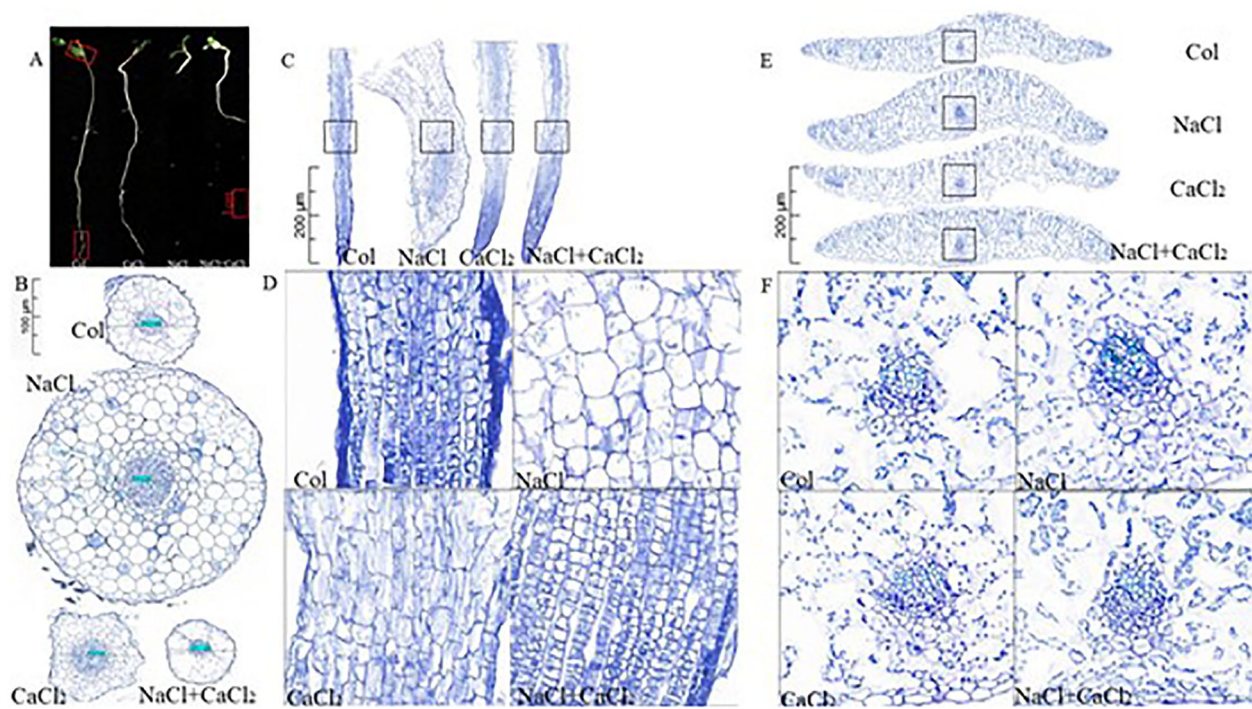 A
C
E
Col
NaCl
CaCl₂
NaCl+CaCl₂
200 µm
200 µm
Col NaCl CaCl₂ NaCl+CaCl₂
B
D
F
100 µm
Col
NaCl
CaCl₂
NaCl+CaCl₂
Col
NaCl
CaCl₂
NaCl+CaCl₂
Col
NaCl
CaCl₂
NaCl+CaCl₂